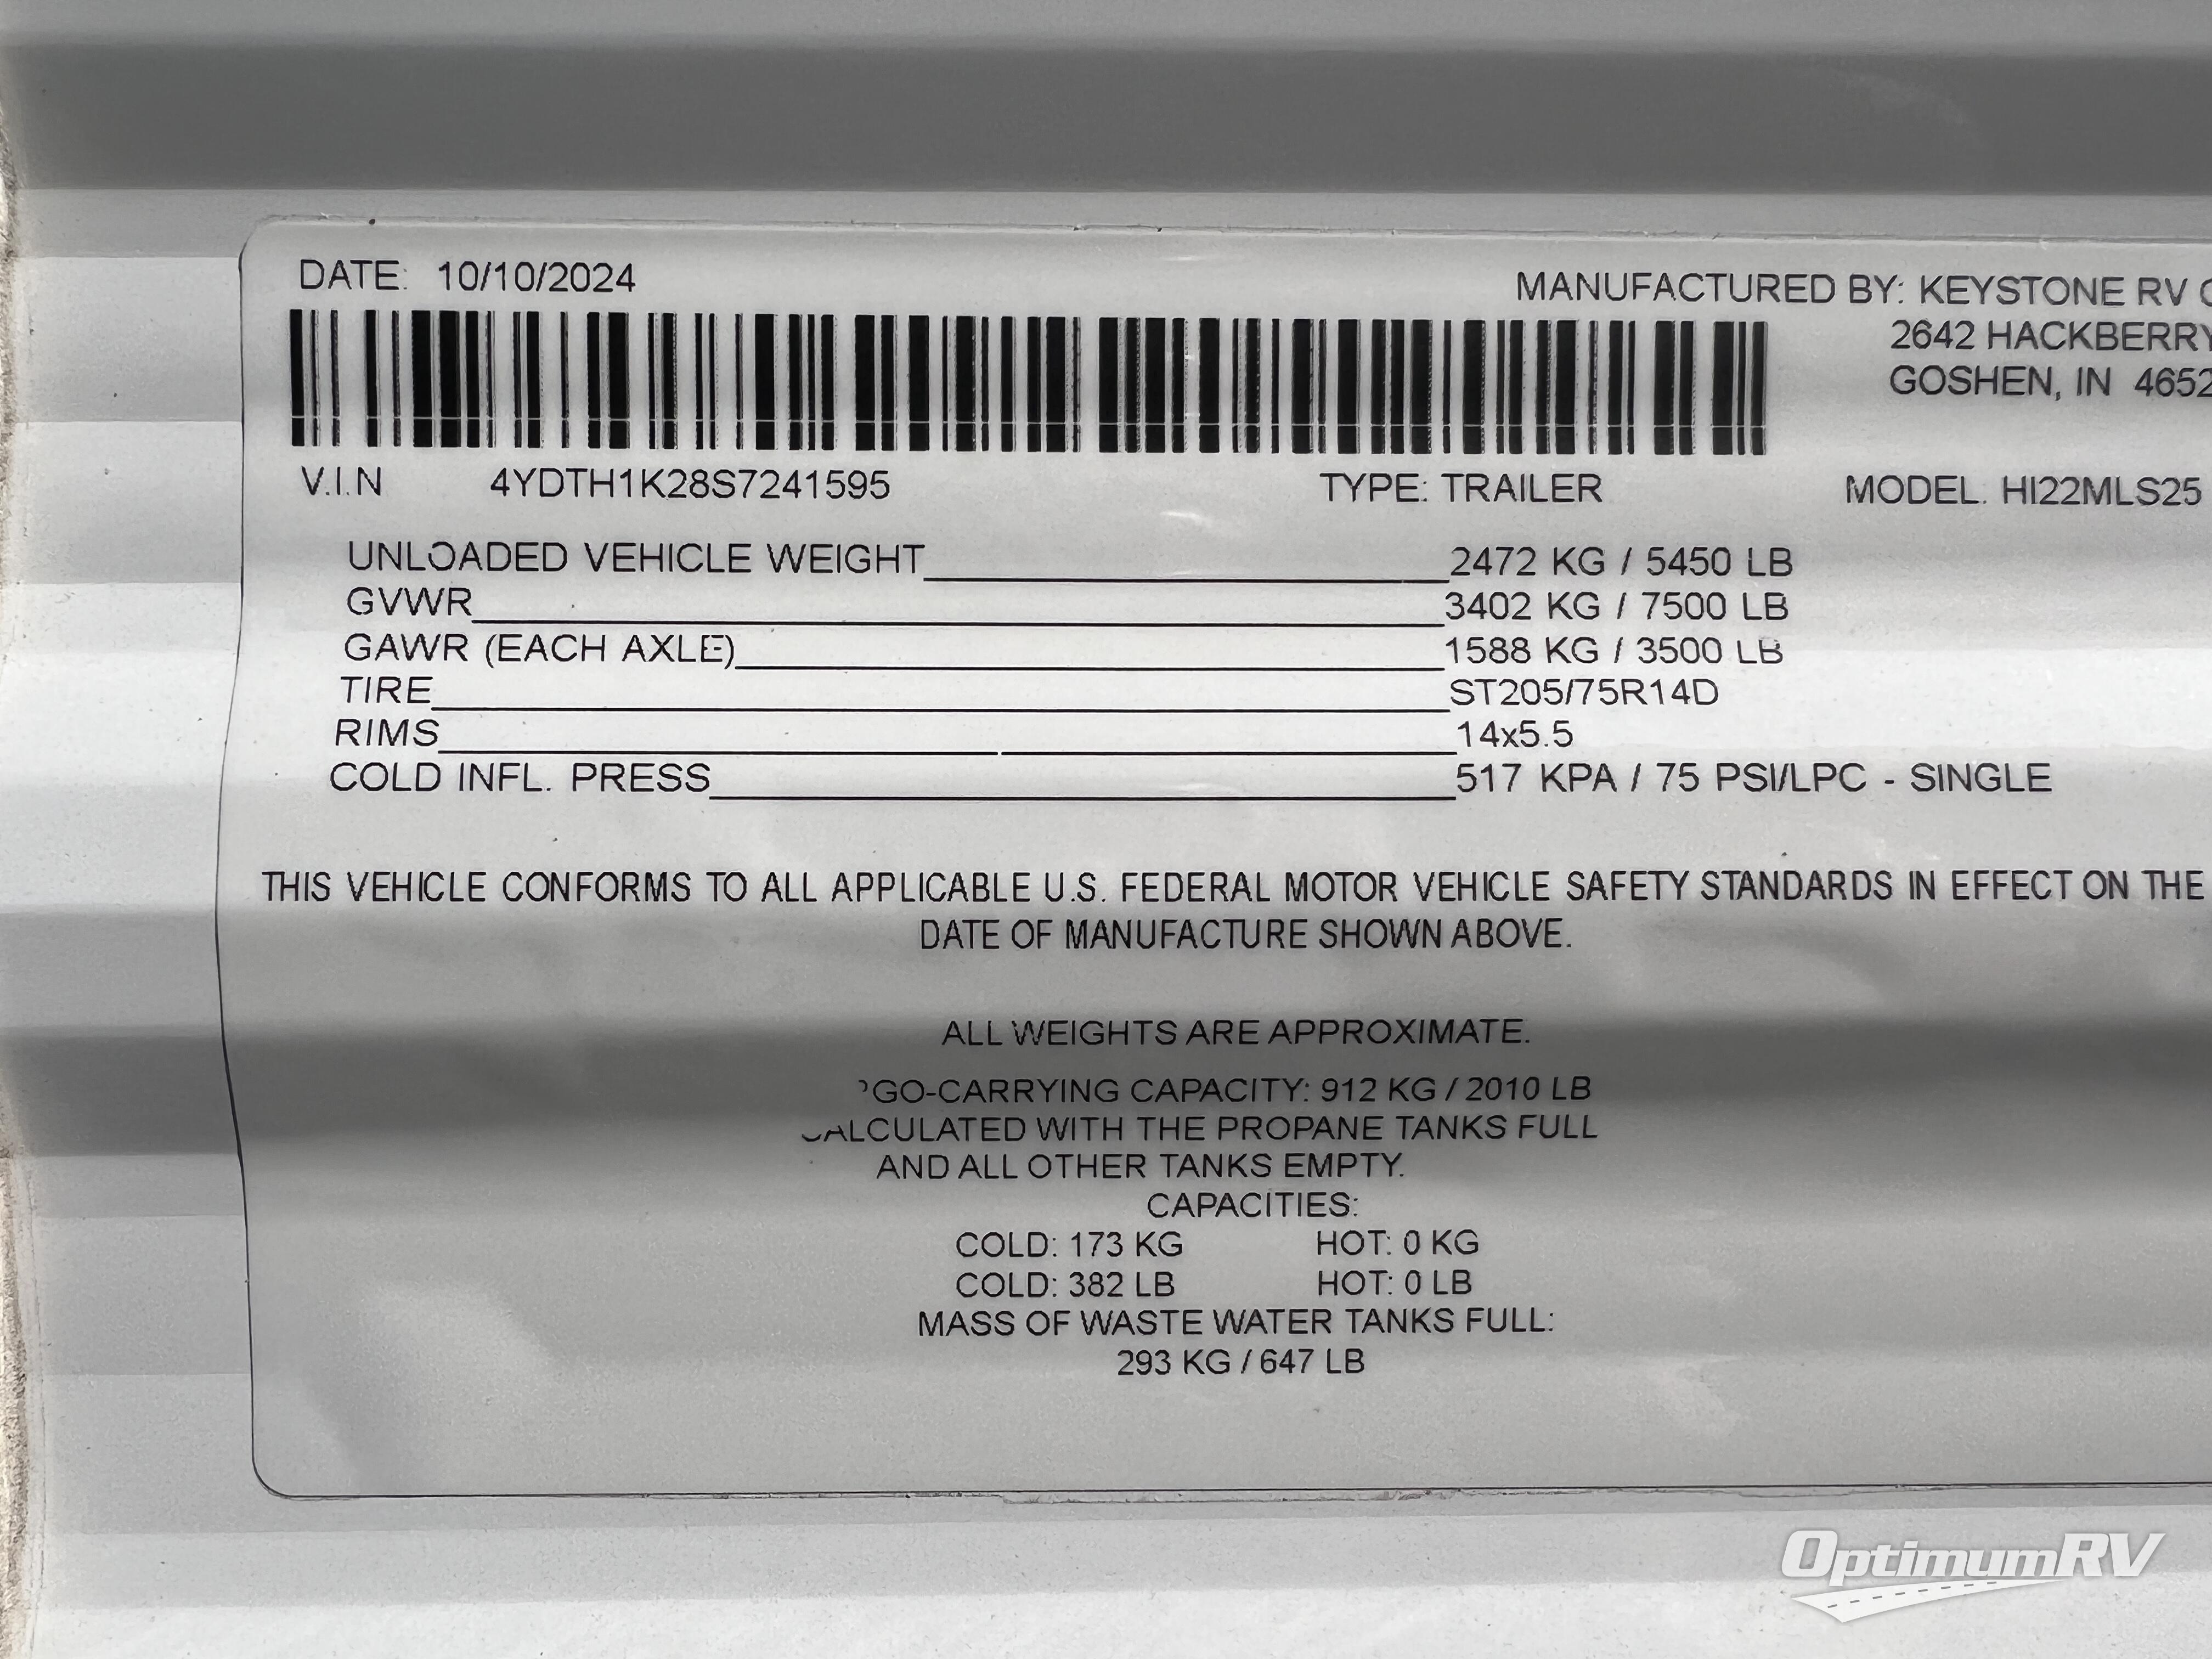 DATE: 10/10/2024
MANUFACTURED BY: KEYSTONE RV
2642 HACKBERRY
GOSHEN, IN 4652
V.I.N 4YDTH1K28S7241595 TYPE: TRAILER MODEL. HI22MLS25
UNLOADED VEHICLE WEIGHT 2472 KG / 5450 LB
GVWR 3402 KG / 7500 LB
GAWR (EACH AXLE) 1588 KG / 3500 LB
TIRE ST205/75R14D
RIMS 14x5.5
COLD INFL. PRESS 517 KPA / 75 PSI/LPC - SINGLE
THIS VEHICLE CONFORMS TO ALL APPLICABLE U.S. FEDERAL MOTOR VEHICLE SAFETY STANDARDS IN EFFECT ON THE
DATE OF MANUFACTURE SHOWN ABOVE.
ALL WEIGHTS ARE APPROXIMATE.
GO-CARRYING CAPACITY: 912 KG / 2010 LB
CALCULATED WITH THE PROPANE TANKS FULL
AND ALL OTHER TANKS EMPTY.
CAPACITIES:
COLD: 173 KG HOT: 0 KG
COLD: 382 LB HOT: 0 LB
MASS OF WASTE WATER TANKS FULL:
293 KG / 647 LB
OptimumRV